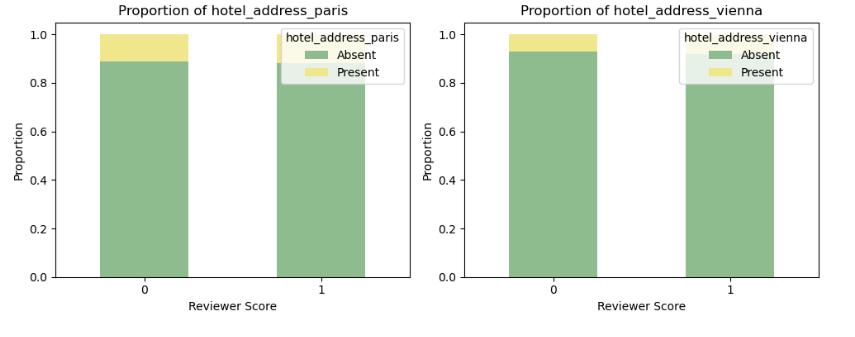 Proportion of hotel_address_paris
hotel_address_paris
Absent
Present
1.0
0.8
0.6
0.4
0.2
0.0
Proportion
0
1
Reviewer Score
Proportion of hotel_address_vienna
hotel_address_vienna
Absent
Present
1.0
0.8
0.6
0.4
0.2
0.0
Proportion
0
1
Reviewer Score